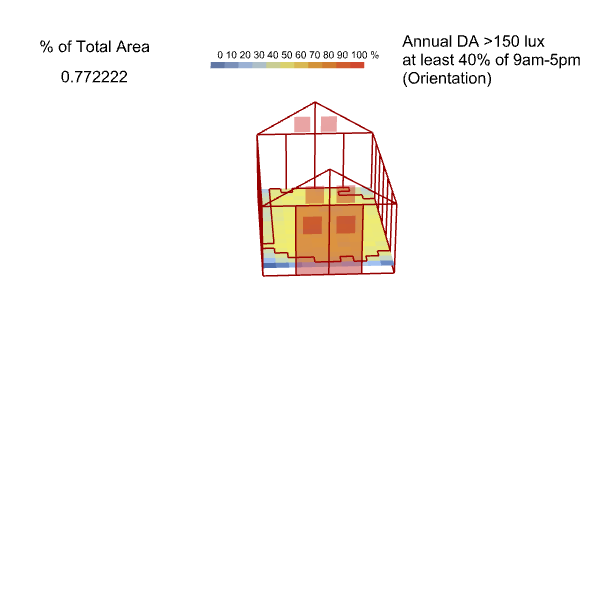 % of Total Area
0.772222
0 10 20 30 40 50 60 70 80 90 100 %
Annual DA >150 lux
at least 40% of 9am-5pm
(Orientation)